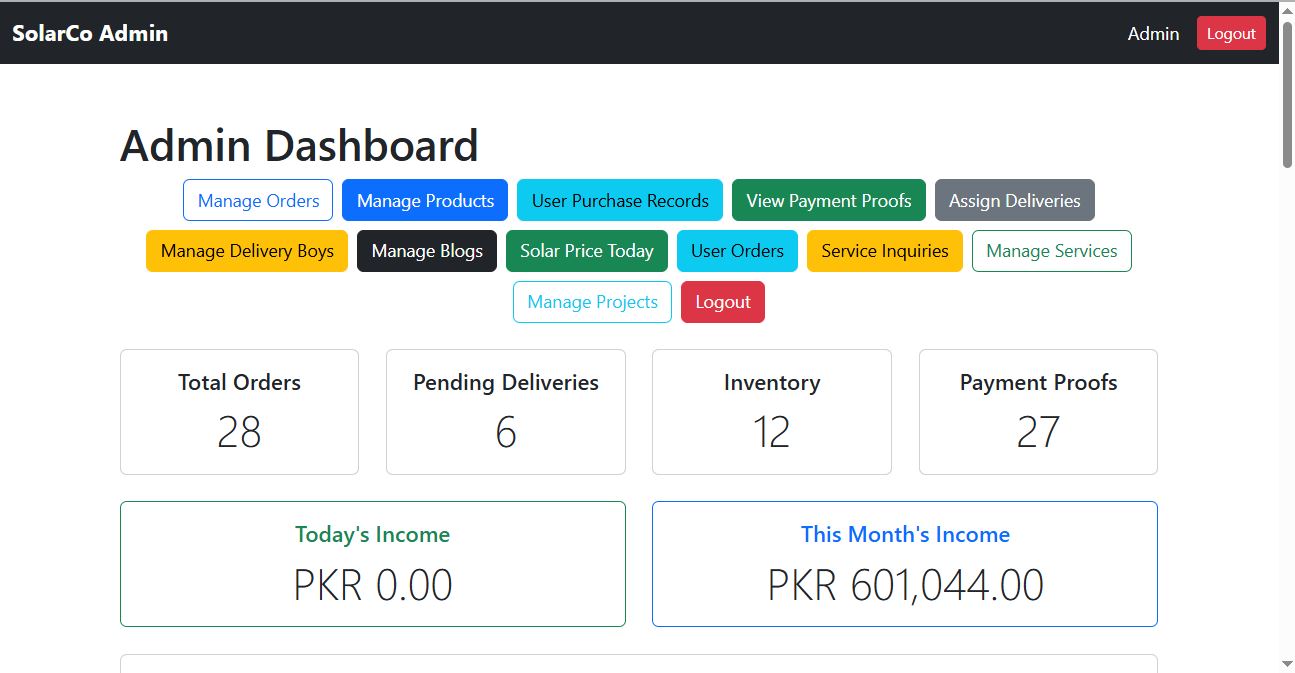 SolarCo Admin Admin Logout
Admin Dashboard
Manage Orders Manage Products User Purchase Records View Payment Proofs Assign Deliveries
Manage Delivery Boys Manage Blogs Solar Price Today User Orders Service Inquiries Manage Services
Manage Projects Logout
Total Orders Pending Deliveries Inventory Payment Proofs
28 6 12 27
Today's Income This Month's Income
PKR 0.00 PKR 601,044.00